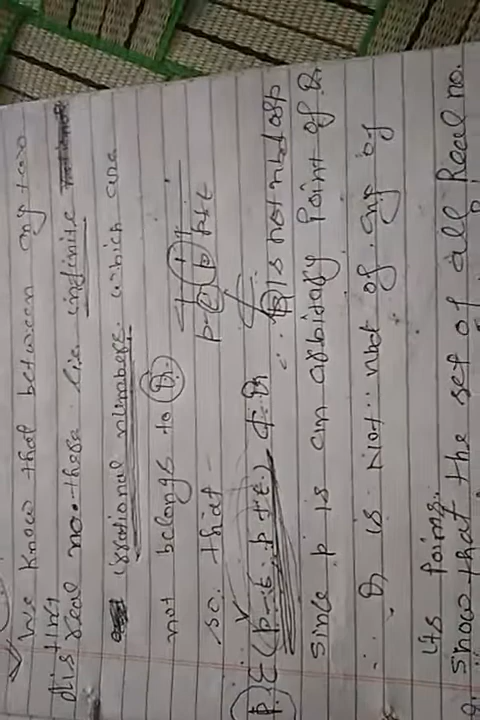 We know that between any two
distinct
real no. there lie infinite
irrational numbers which are
not belongs to Q.
so that
p-ε p p+ε
p ∈ (p-ε, p+ε) ⊄ Q
∴ Q is not nbd of p
since p is an arbitrary point of Q
∴ Q is Not nbd of any of
its points.
show that the set of all Real no.